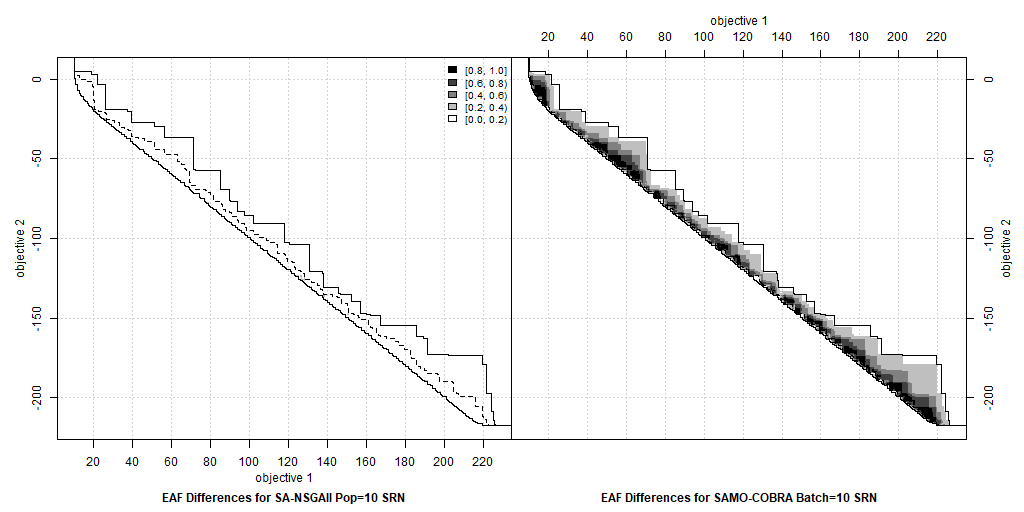 objective 1
20 40 60 80 100 120 140 160 180 200 220
0
-50
-100
-150
-200
objective 2
[0.8, 1.0]
[0.6, 0.8)
[0.4, 0.6)
[0.2, 0.4)
[0.0, 0.2)
0
-50
-100
-150
-200
objective 2
20 40 60 80 100 120 140 160 180 200 220
objective 1
EAF Differences for SA-NSGAII Pop=10 SRN
EAF Differences for SAMO-COBRA Batch=10 SRN